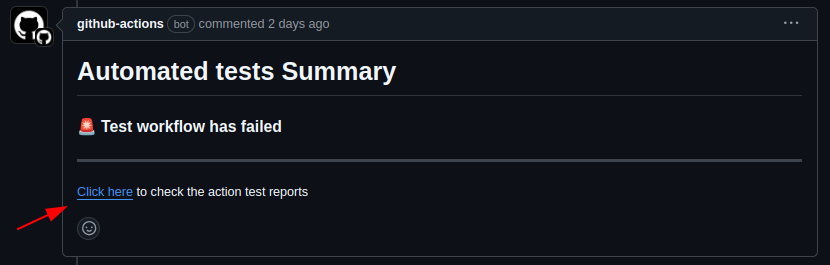 github-actions bot commented 2 days ago
Automated tests Summary
🚨 Test workflow has failed
Click here to check the action test reports